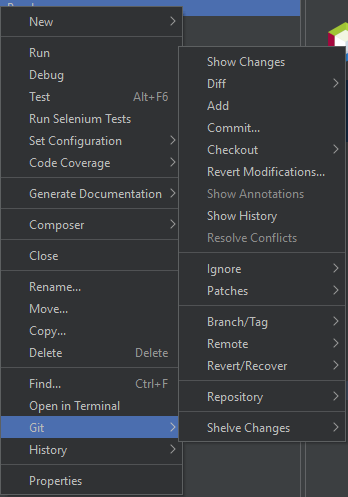 New
Run
Debug
Test Alt+F6
Run Selenium Tests
Set Configuration
Code Coverage
Generate Documentation
Composer
Close
Rename...
Move...
Copy...
Delete Delete
Find... Ctrl+F
Open in Terminal
Git
History
Properties
Show Changes
Diff
Add
Commit...
Checkout
Revert Modifications...
Show Annotations
Show History
Resolve Conflicts
Ignore
Patches
Branch/Tag
Remote
Revert/Recover
Repository
Shelve Changes